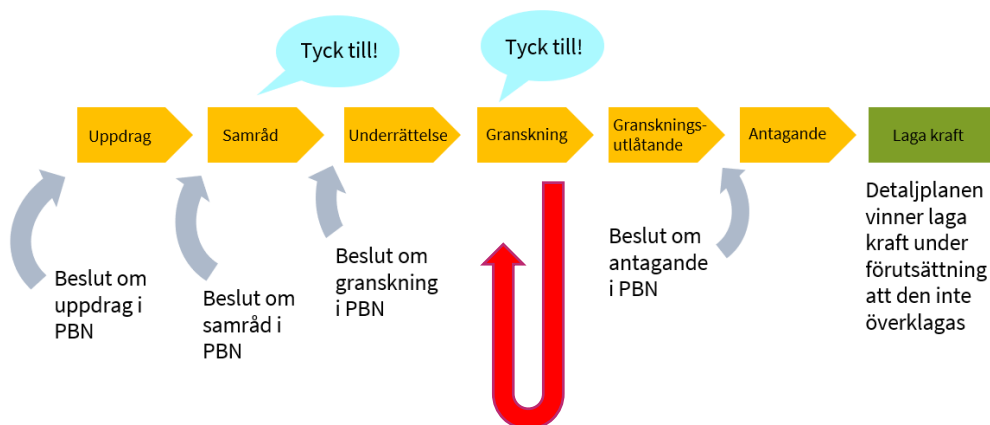 Tyck till!
Tyck till!
Uppdrag
Samråd
Underrättelse
Granskning
Gransknings-
utlåtande
Antagande
Laga kraft
Beslut om
uppdrag i
PBN
Beslut om
samråd i
PBN
Beslut om
granskning
i PBN
Beslut om
antagande
i PBN
Detaljplanen
vinner laga
kraft under
förutsättning
att den inte
överklagas